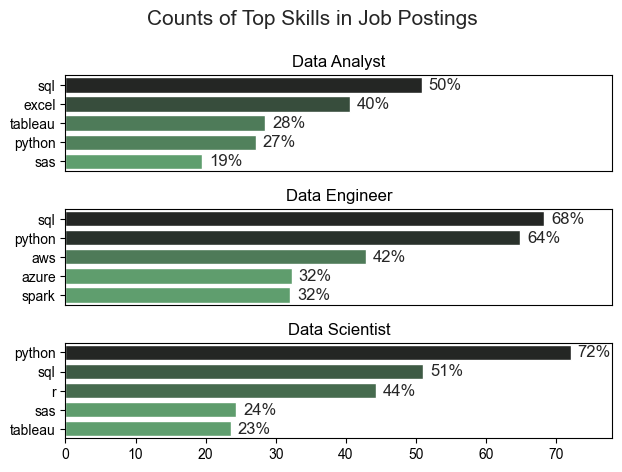 Counts of Top Skills in Job Postings
Data Analyst
sql 50%
excel 40%
tableau 28%
python 27%
sas 19%
Data Engineer
sql 68%
python 64%
aws 42%
azure 32%
spark 32%
Data Scientist
python 72%
sql 51%
r 44%
sas 24%
tableau 23%
0 10 20 30 40 50 60 70